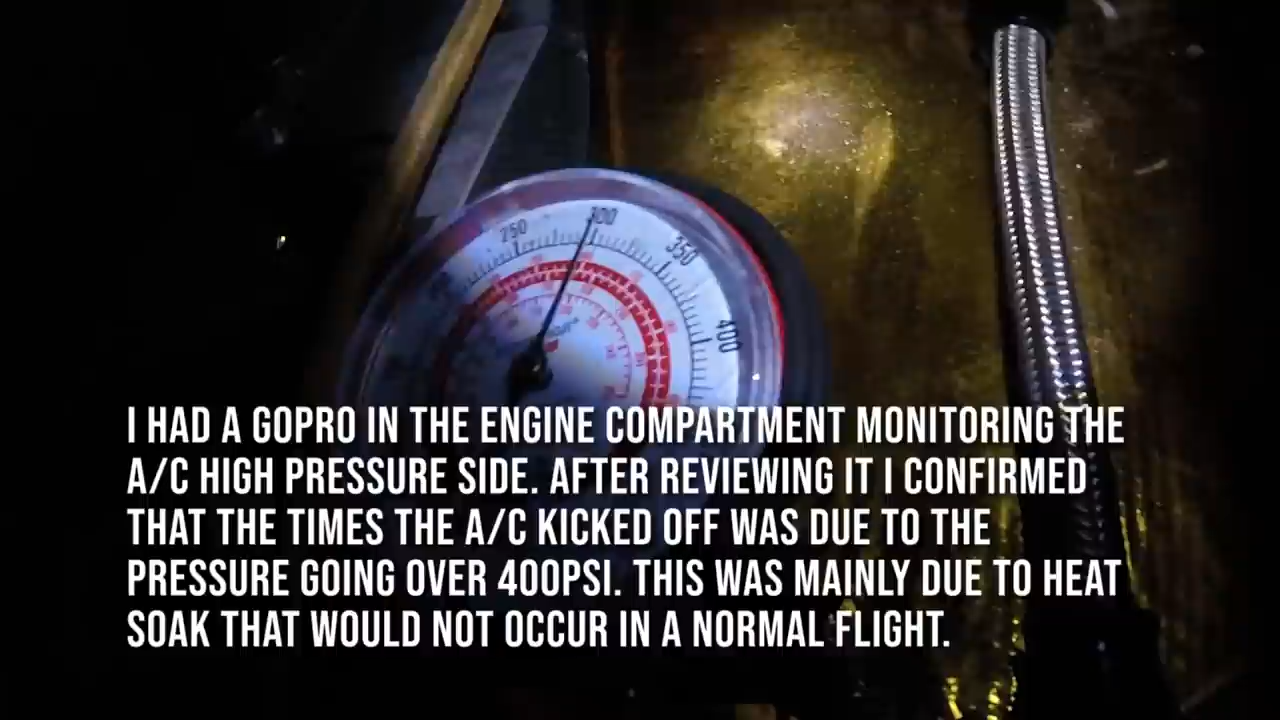 250
300
350
400
I HAD A GOPRO IN THE ENGINE COMPARTMENT MONITORING THE
A/C HIGH PRESSURE SIDE. AFTER REVIEWING IT I CONFIRMED
THAT THE TIMES THE A/C KICKED OFF WAS DUE TO THE
PRESSURE GOING OVER 400PSI. THIS WAS MAINLY DUE TO HEAT
SOAK THAT WOULD NOT OCCUR IN A NORMAL FLIGHT.